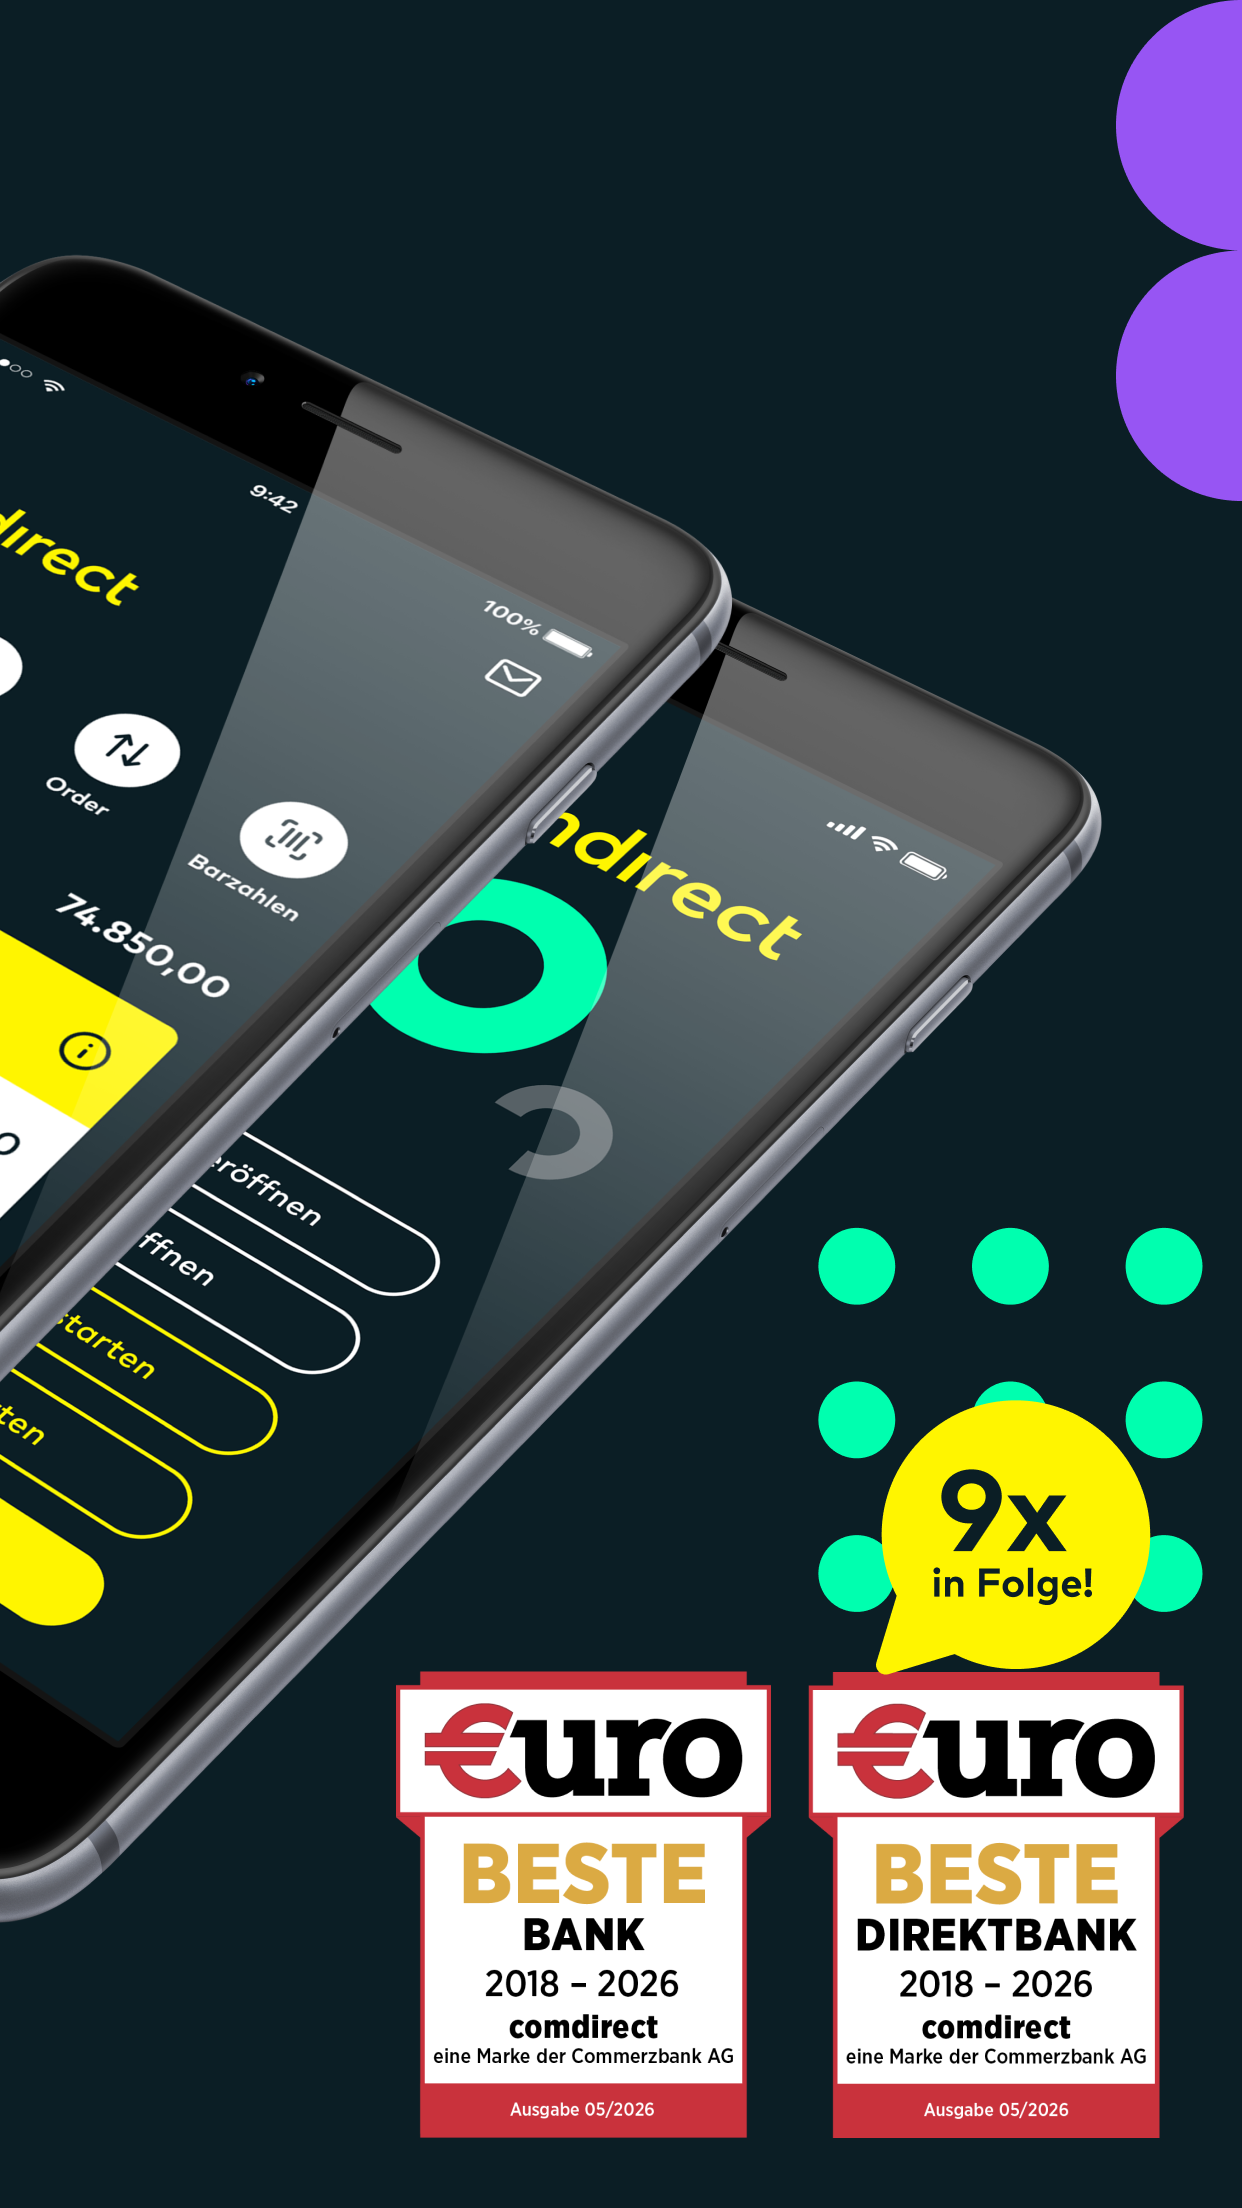 9:42
100%
direct
Order
Barzahlen
74.850,00
ndirect
eröffnen
ffnen
starten
ten
9x
in Folge!
€uro
BESTE
BANK
2018 – 2026
comdirect
eine Marke der Commerzbank AG
Ausgabe 05/2026
€uro
BESTE
DIREKTBANK
2018 – 2026
comdirect
eine Marke der Commerzbank AG
Ausgabe 05/2026